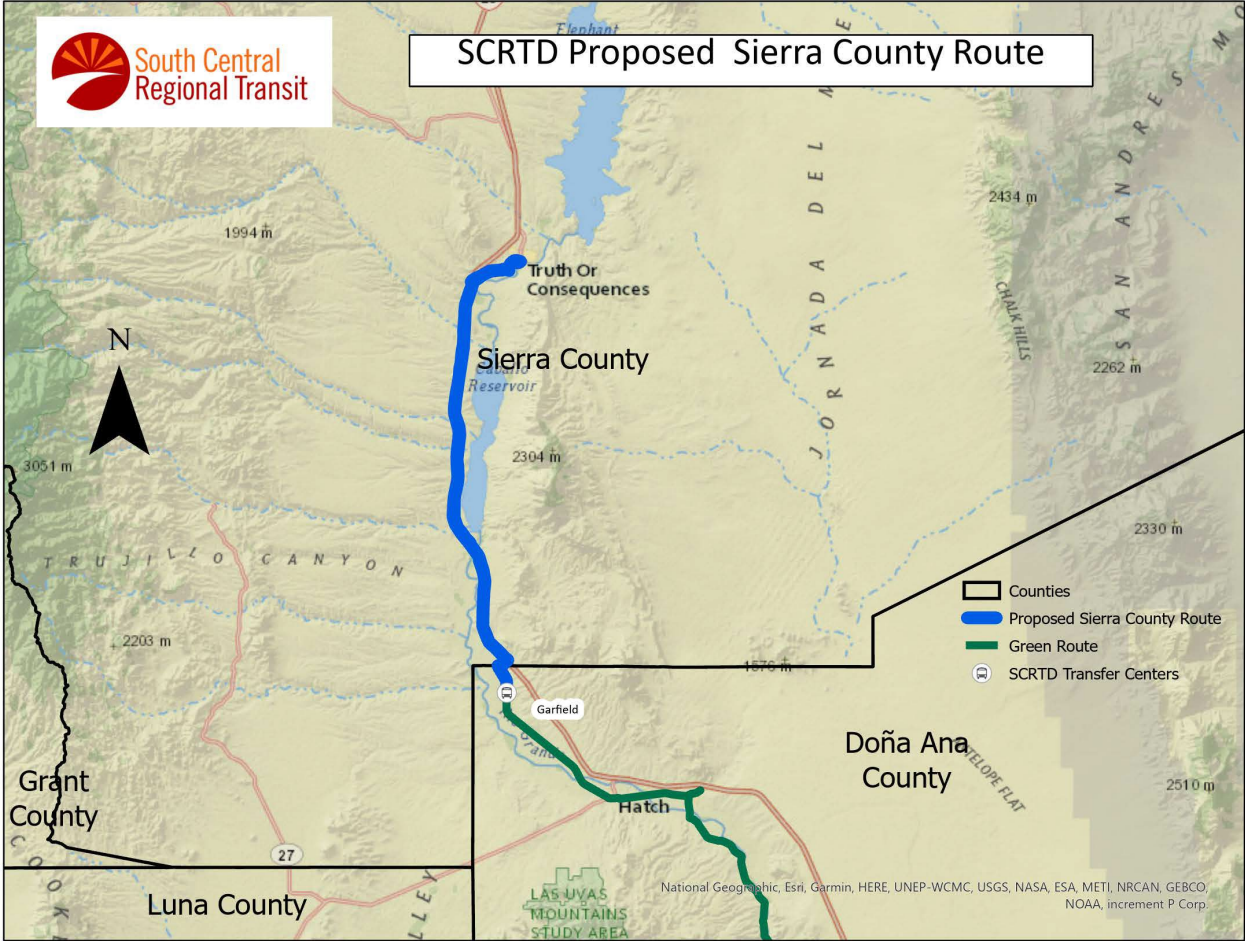 South Central
Regional Transit
SCRTD Proposed Sierra County Route
Elephant
1994 m
2434 m
Truth Or
Consequences
N
Sierra County
Caballo
Reservoir
CHALK HILLS
SAN ANDRES
JORNADA DEL M E
2262 m
2304 m
3051 m
2330 m
TRUJILLO CANYON
Counties
Proposed Sierra County Route
Green Route
SCRTD Transfer Centers
2203 m
1576 m
Garfield
Rio Grande
Doña Ana
County
ANTELOPE FLAT
Grant
County
Hatch
2510 m
COOK
27
Luna County
LLEY
LAS UVAS
MOUNTAINS
STUDY AREA
National Geographic, Esri, Garmin, HERE, UNEP-WCMC, USGS, NASA, ESA, METI, NRCAN, GEBCO,
NOAA, increment P Corp.